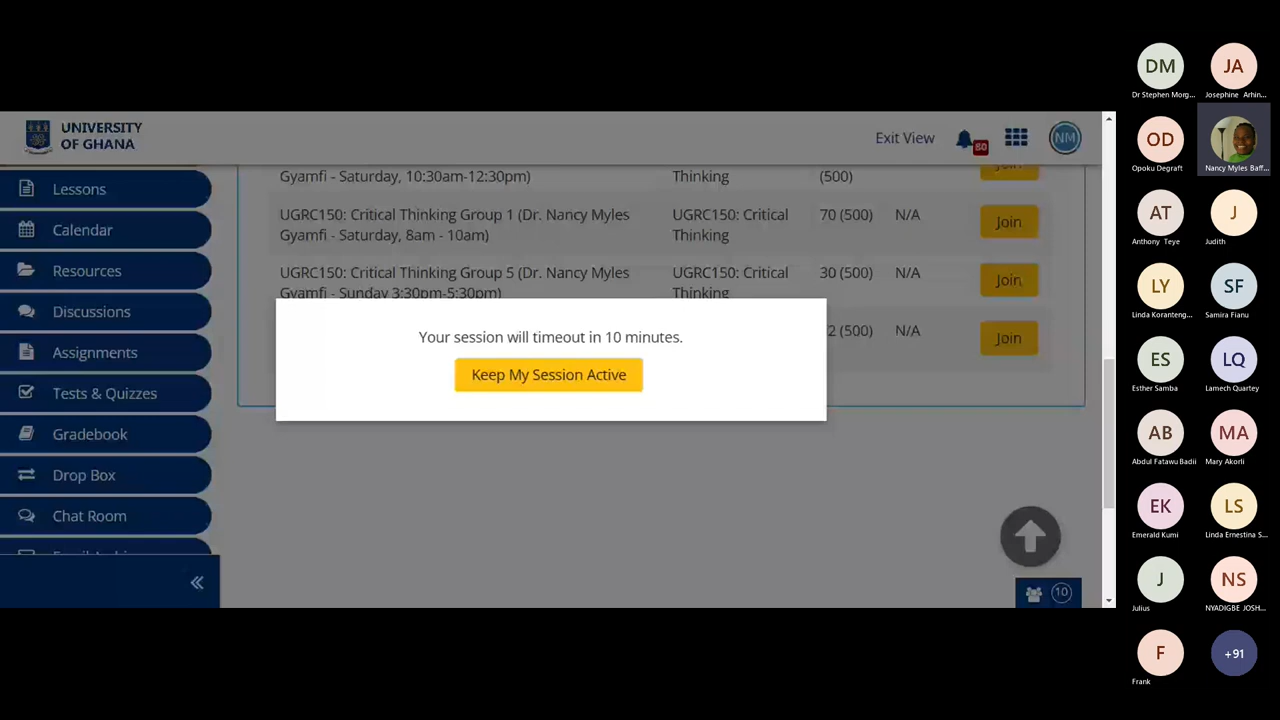 UNIVERSITY
OF GHANA
Exit View
80
NM
Lessons
Calendar
Resources
Discussions
Assignments
Tests & Quizzes
Gradebook
Drop Box
Chat Room
Gyamfi - Saturday, 10:30am-12:30pm)
Thinking
(500)
Join
UGRC150: Critical Thinking Group 1 (Dr. Nancy Myles
Gyamfi - Saturday, 8am - 10am)
UGRC150: Critical
Thinking
70 (500)
N/A
Join
UGRC150: Critical Thinking Group 5 (Dr. Nancy Myles
Gyamfi - Sunday 3:30pm-5:30pm)
UGRC150: Critical
Thinking
30 (500)
N/A
Join
2 (500)
N/A
Join
Your session will timeout in 10 minutes.
Keep My Session Active
10
DM
Dr Stephen Morg...
JA
Josephine Arhin...
OD
Opoku Degraft
Nancy Myles Baff...
AT
Anthony Teye
J
Judith
LY
Linda Koranteng...
SF
Samira Fianu
ES
Esther Samba
LQ
Lamech Quartey
AB
Abdul Fatawu Badii
MA
Mary Akorli
EK
Emerald Kumi
LS
Linda Ernestina S...
J
Julius
NS
NYADIGBE JOSH...
F
Frank
+91